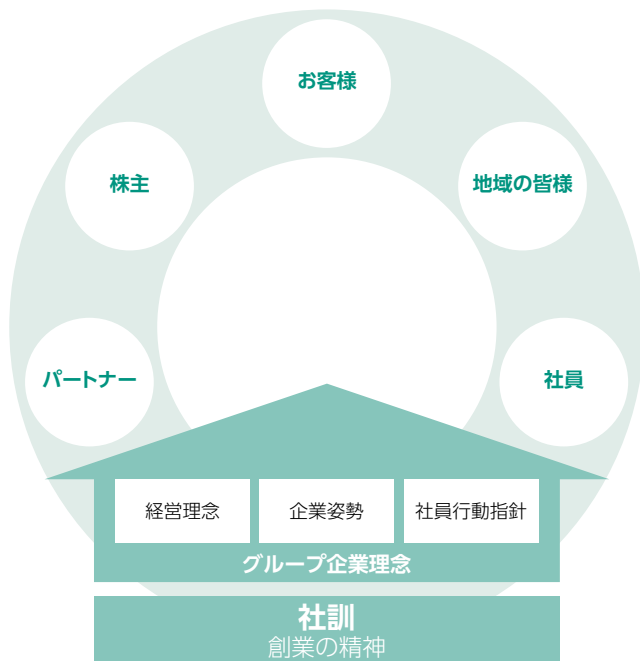 お客様
株主
地域の皆様
パートナー
社員
経営理念
企業姿勢
社員行動指針
グループ企業理念
社訓
創業の精神